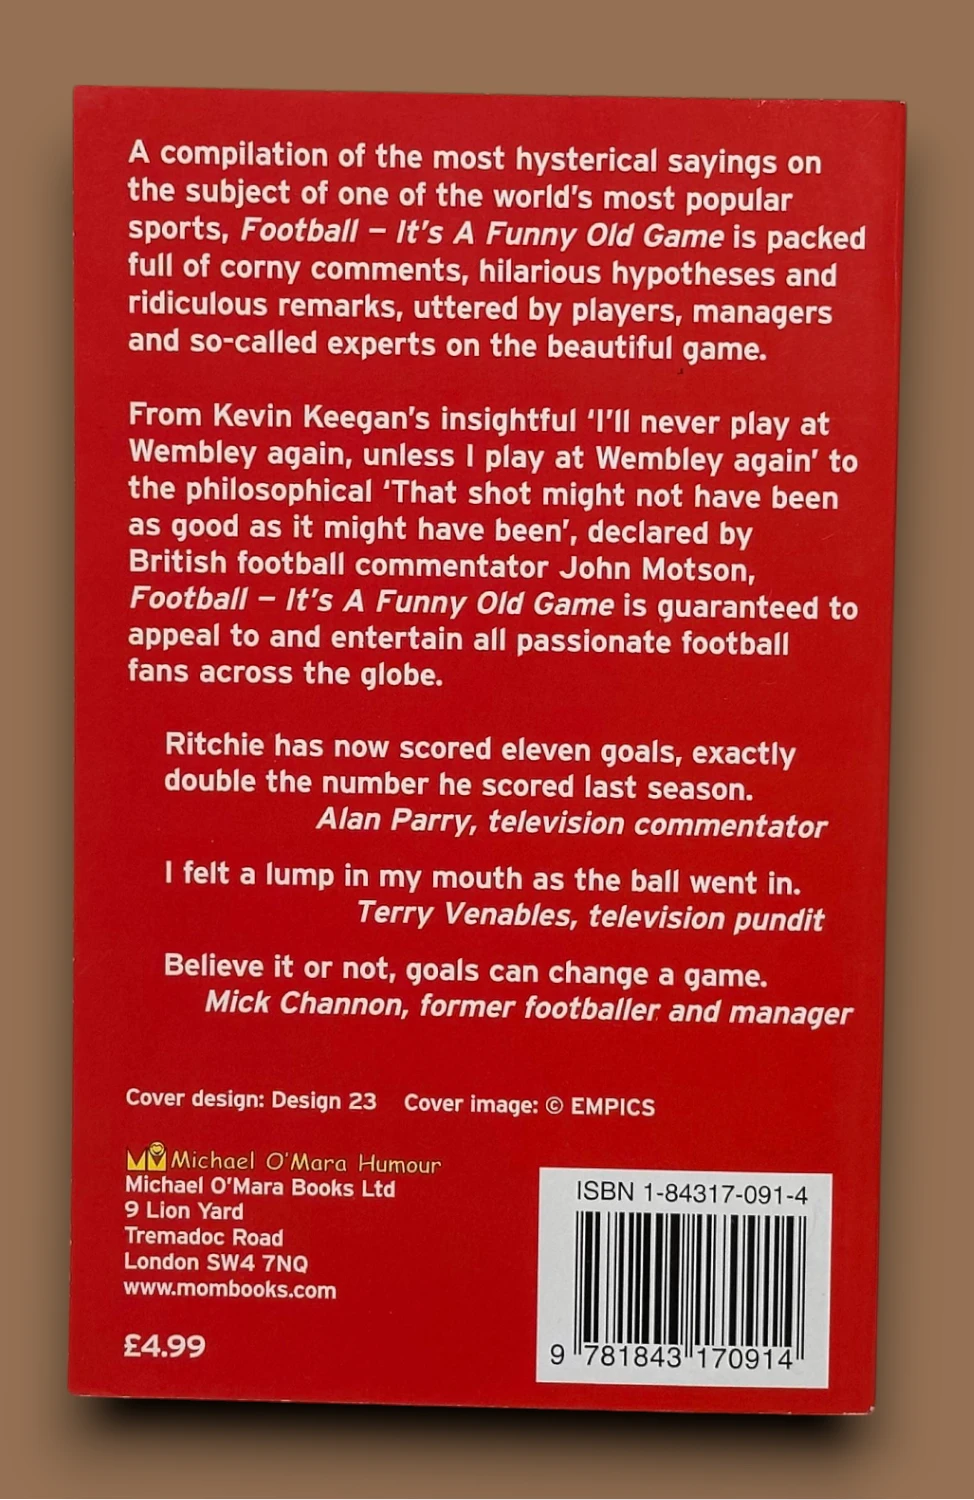 A compilation of the most hysterical sayings on
the subject of one of the world's most popular
sports, Football – It's A Funny Old Game is packed
full of corny comments, hilarious hypotheses and
ridiculous remarks, uttered by players, managers
and so-called experts on the beautiful game.
From Kevin Keegan's insightful ‘I’ll never play at
Wembley again, unless I play at Wembley again’ to
the philosophical ‘That shot might not have been
as good as it might have been’, declared by
British football commentator John Motson,
Football – It's A Funny Old Game is guaranteed to
appeal to and entertain all passionate football
fans across the globe.
Ritchie has now scored eleven goals, exactly
double the number he scored last season.
Alan Parry, television commentator
I felt a lump in my mouth as the ball went in.
Terry Venables, television pundit
Believe it or not, goals can change a game.
Mick Channon, former footballer and manager
Cover design: Design 23 Cover image: © EMPICS
Michael O'Mara Humour
Michael O'Mara Books Ltd
9 Lion Yard
Tremadoc Road
London SW4 7NQ
www.mombooks.com
£4.99
ISBN 1-84317-091-4
9 781843 170914